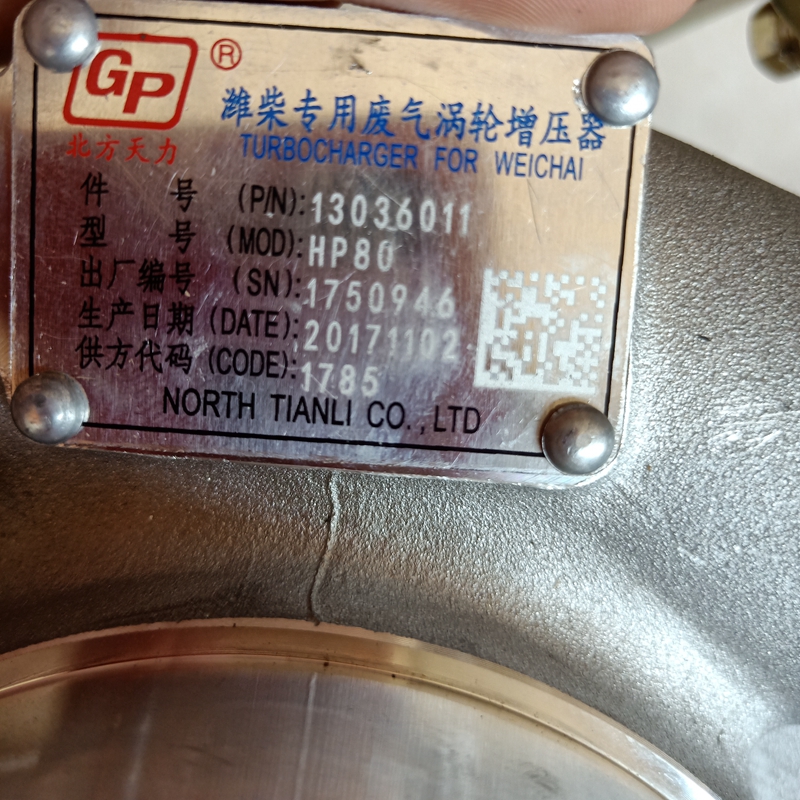 GP ®
北方天力
潍柴专用废气涡轮增压器
TURBOCHARGER FOR WEICHAI
件 号 (P/N): 13036011
型 号 (MOD): HP80
出厂编号 (SN): 1750946
生产日期 (DATE): 20171102
供方代码 (CODE): 1785
NORTH TIANLI CO., LTD